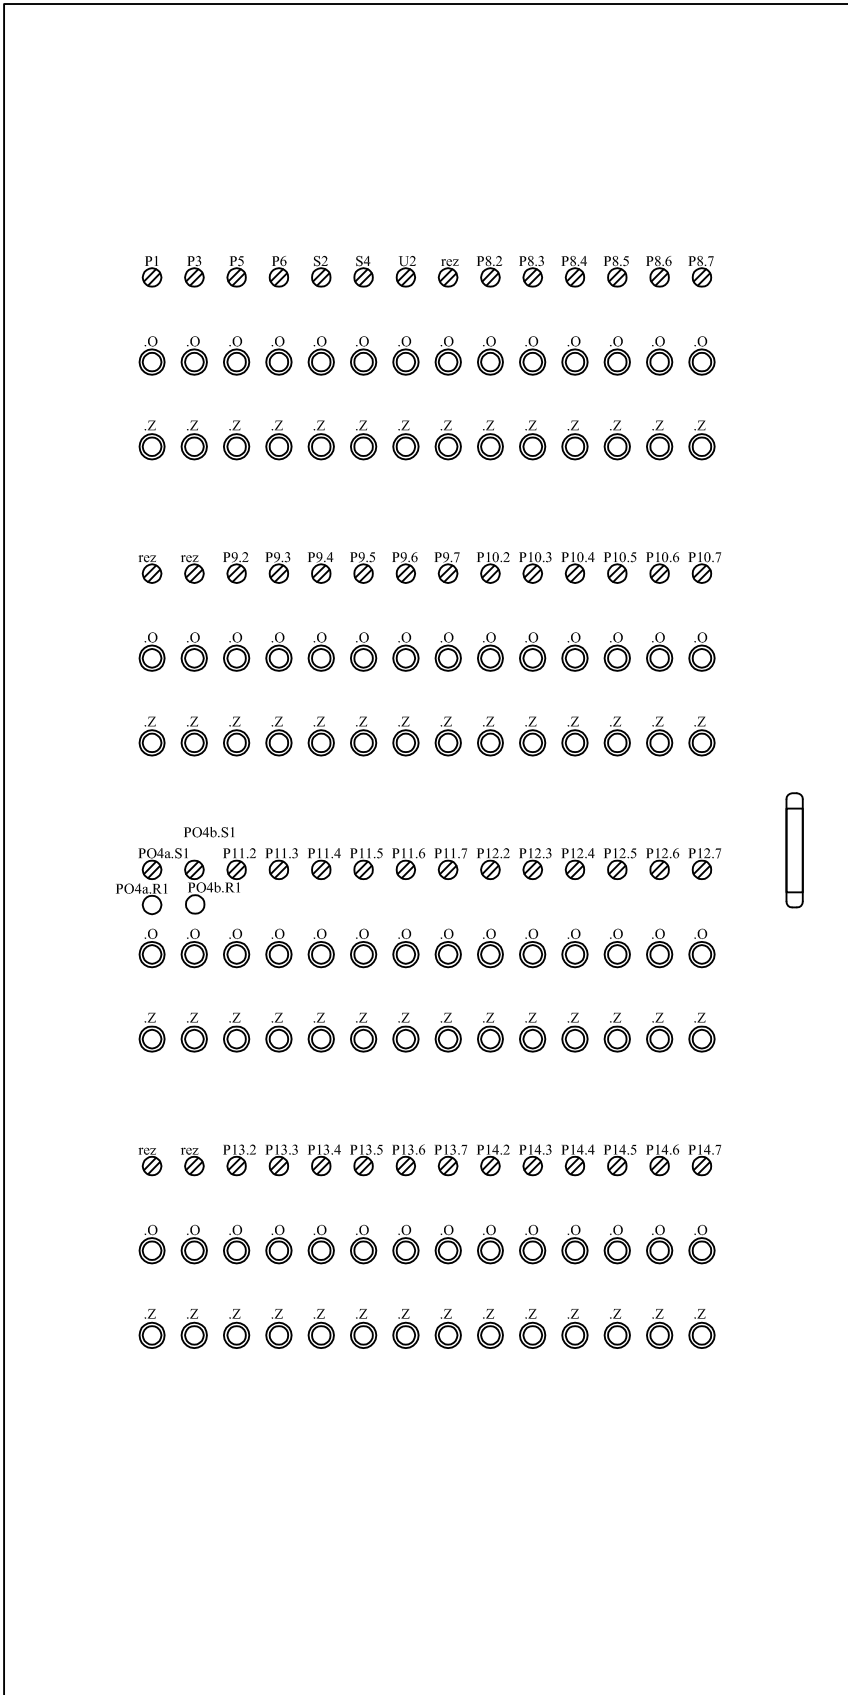 P1 P3 P5 P6 S2 S4 U2 rez P8.2 P8.3 P8.4 P8.5 P8.6 P8.7
.O .O .O .O .O .O .O .O .O .O .O .O .O .O
.Z .Z .Z .Z .Z .Z .Z .Z .Z .Z .Z .Z .Z .Z
rez rez P9.2 P9.3 P9.4 P9.5 P9.6 P9.7 P10.2 P10.3 P10.4 P10.5 P10.6 P10.7
.O .O .O .O .O .O .O .O .O .O .O .O .O .O
.Z .Z .Z .Z .Z .Z .Z .Z .Z .Z .Z .Z .Z .Z
PO4b.S1
PO4a.S1 P11.2 P11.3 P11.4 P11.5 P11.6 P11.7 P12.2 P12.3 P12.4 P12.5 P12.6 P12.7
PO4a.R1 PO4b.R1
.O .O .O .O .O .O .O .O .O .O .O .O .O .O
.Z .Z .Z .Z .Z .Z .Z .Z .Z .Z .Z .Z .Z .Z
rez rez P13.2 P13.3 P13.4 P13.5 P13.6 P13.7 P14.2 P14.3 P14.4 P14.5 P14.6 P14.7
.O .O .O .O .O .O .O .O .O .O .O .O .O .O
.Z .Z .Z .Z .Z .Z .Z .Z .Z .Z .Z .Z .Z .Z